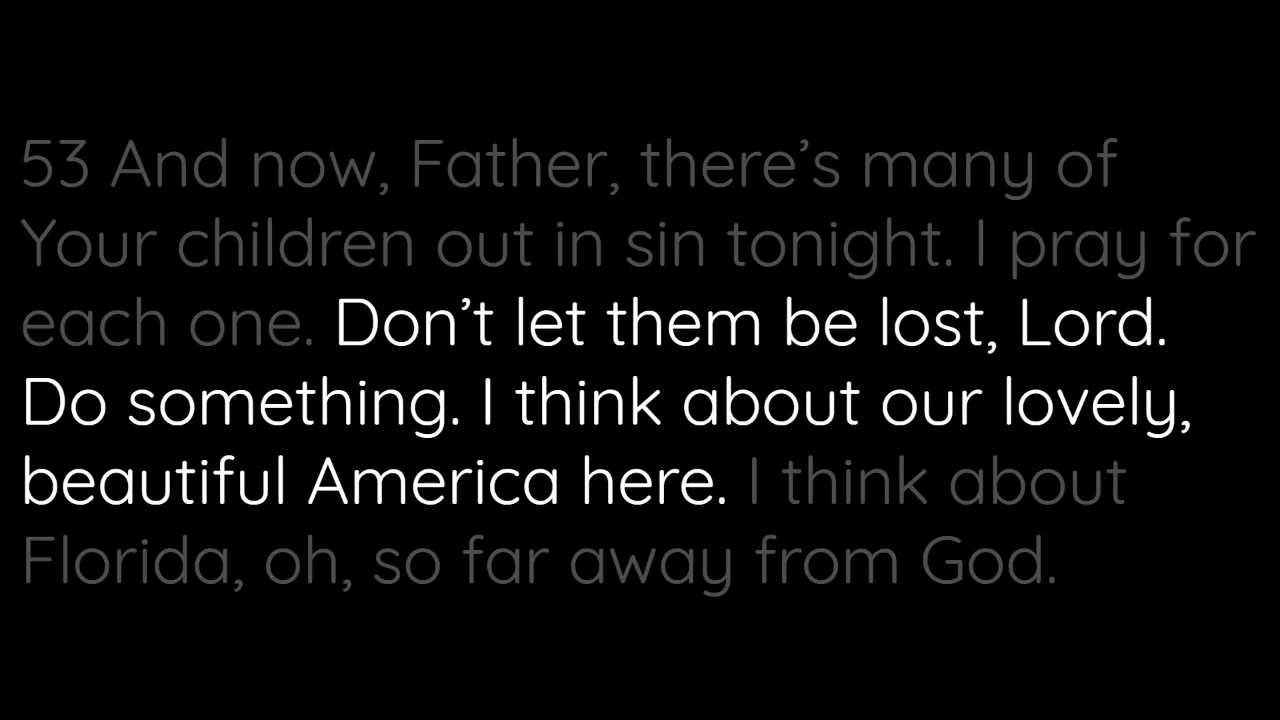 53 And now, Father, there’s many of
Your children out in sin tonight. I pray for
each one. Don’t let them be lost, Lord.
Do something. I think about our lovely,
beautiful America here. I think about
Florida, oh, so far away from God.